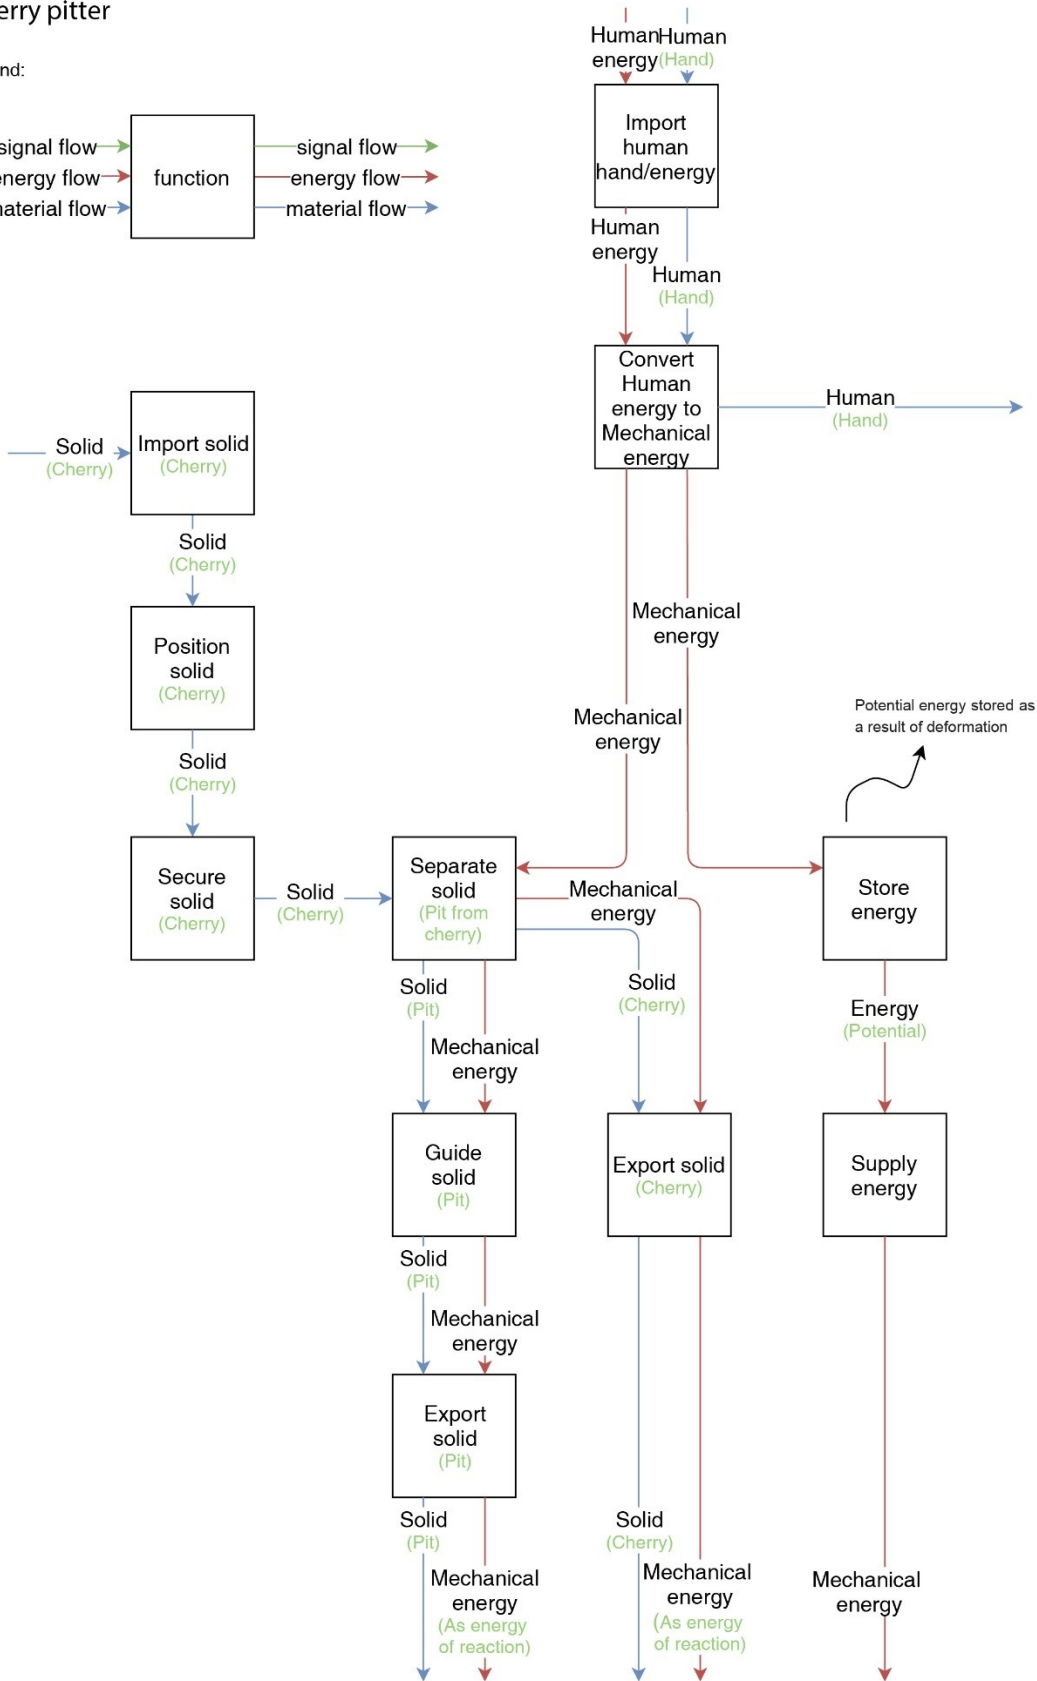 erry pitter
nd:
signal flow
energy flow
naterial flow
function
signal flow
energy flow
material flow
Human
energy
Human
(Hand)
Import
human
hand/energy
Human
energy
Human
(Hand)
Convert
Human
energy to
Mechanical
energy
Human
(Hand)
Solid
(Cherry)
Import solid
(Cherry)
Solid
(Cherry)
Position
solid
(Cherry)
Solid
(Cherry)
Secure
solid
(Cherry)
Solid
(Cherry)
Mechanical
energy
Mechanical
energy
Potential energy stored as
a result of deformation
Separate
solid
(Pit from
cherry)
Mechanical
energy
Store
energy
Solid
(Pit)
Mechanical
energy
Solid
(Cherry)
Energy
(Potential)
Guide
solid
(Pit)
Export solid
(Cherry)
Supply
energy
Solid
(Pit)
Mechanical
energy
Export
solid
(Pit)
Solid
(Pit)
Mechanical
energy
(As energy
of reaction)
Solid
(Cherry)
Mechanical
energy
(As energy
of reaction)
Mechanical
energy